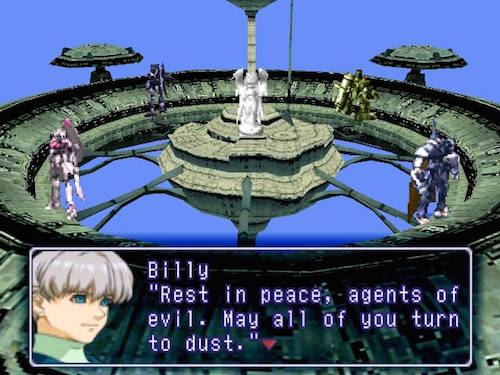 Billy
"Rest in peace, agents of
evil. May all of you turn
to dust."